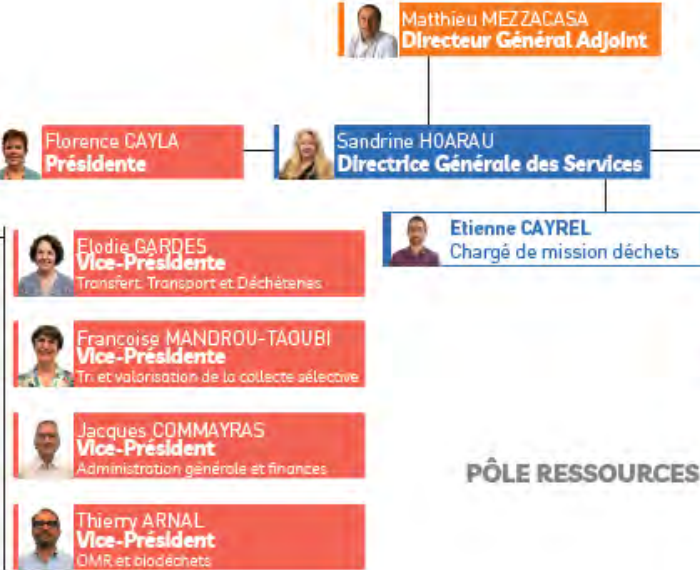 Matthieu MEZZACASA
Directeur Général Adjoint
Florence CAYLA
Présidente
Sandrine HOARAU
Directrice Générale des Services
Etienne CAYREL
Chargé de mission déchets
Elodie GARDES
Vice-Présidente
Transfert, Transport et Déchèteries
Francoise MANDROU-TAOUBI
Vice-Présidente
Tri et valorisation de la collecte sélective
Jacques COMMAYRAS
Vice-Président
Administration générale et finances
PÔLE RESSOURCES
Thierry ARNAL
Vice-Président
OMR et biodéchets